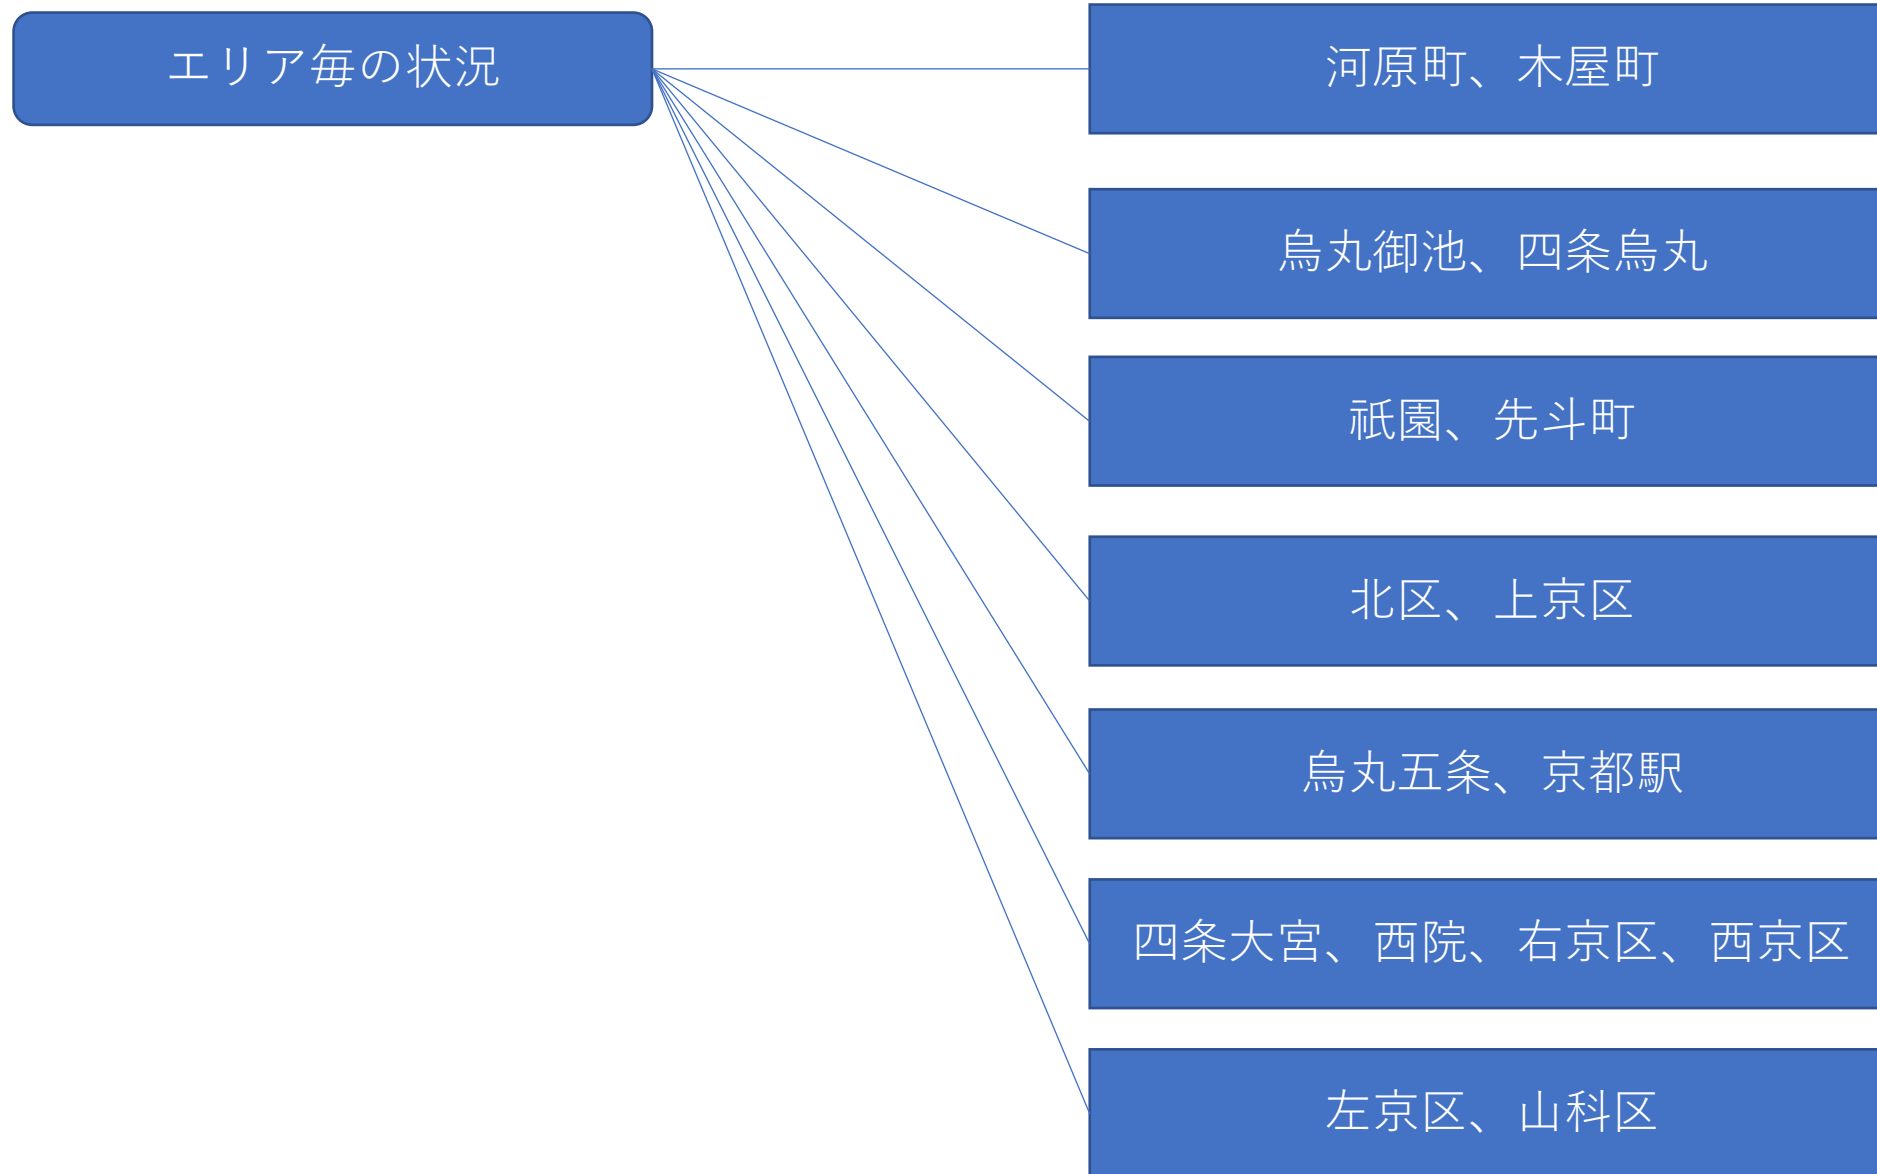 エリア毎の状況
河原町、木屋町
烏丸御池、四条烏丸
祇園、先斗町
北区、上京区
烏丸五条、京都駅
四条大宮、西院、右京区、西京区
左京区、山科区